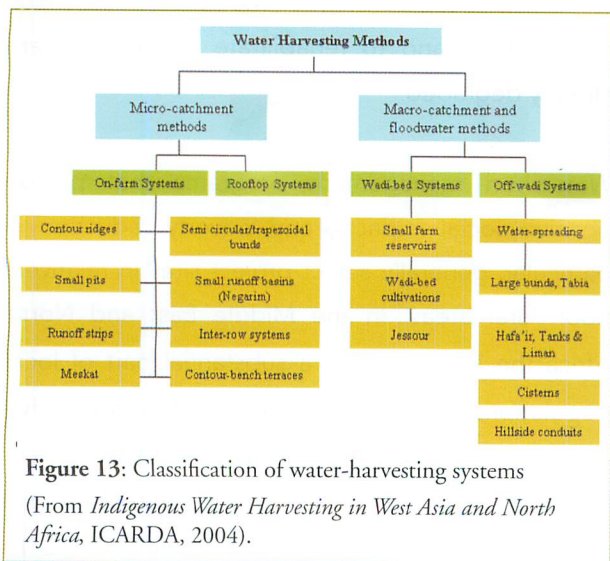 Water Harvesting Methods
Micro-catchment
methods
Macro-catchment and
floodwater methods
On-farm Systems
Rooftop Systems
Wadi-bed Systems
Off-wadi Systems
Contour ridges
Semi circular/trapezoidal
bunds
Small farm
reservoirs
Water-spreading
Small pits
Small runoff basins
(Negarim)
Wadi-bed
cultivations
Large bunds, Tabia
Runoff strips
Inter-row systems
Jessour
Hafa'ir, Tanks &
Liman
Meskat
Contour-bench terraces
Cisterns
Hillside conduits
Figure 13: Classification of water-harvesting systems
(From Indigenous Water Harvesting in West Asia and North
Africa, ICARDA, 2004).